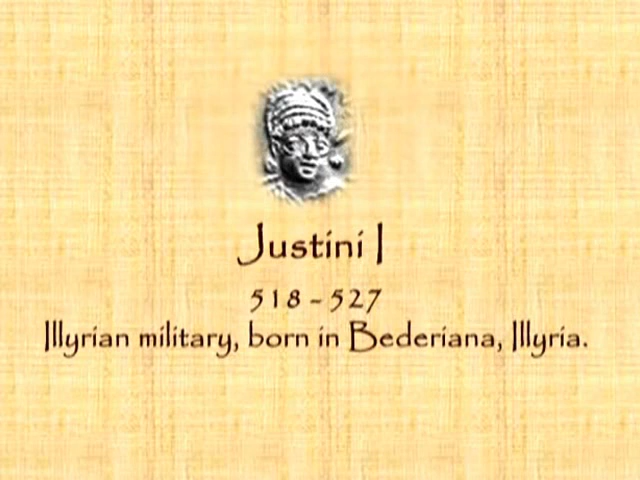 Justini I
518 – 527
Illyrian military, born in Bederiana, Illyria.